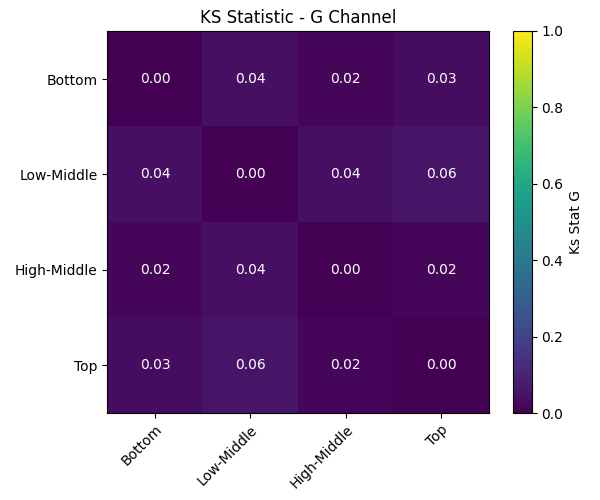 KS Statistic - G Channel
Bottom 0.00 0.04 0.02 0.03
Low-Middle 0.04 0.00 0.04 0.06
High-Middle 0.02 0.04 0.00 0.02
Top 0.03 0.06 0.02 0.00
Bottom Low-Middle High-Middle Top
1.0
0.8
0.6
0.4
0.2
0.0
Ks Stat G